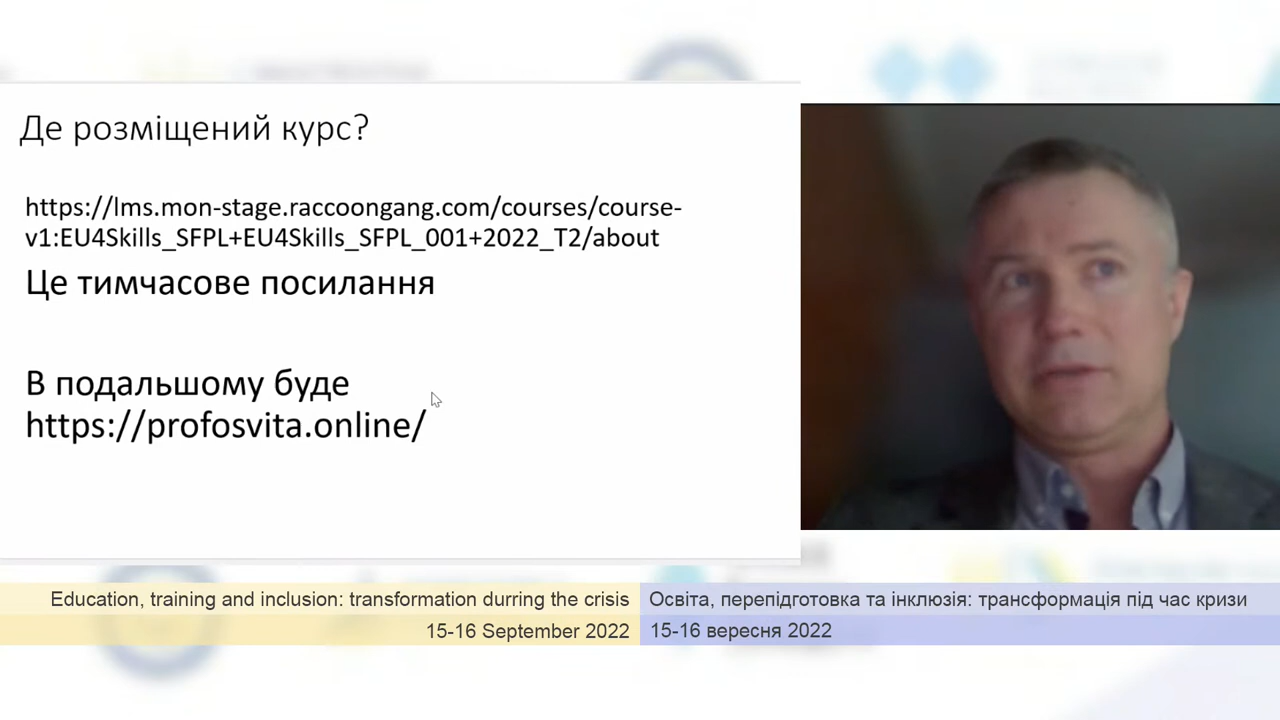 Де розміщений курс?
https://lms.mon-stage.raccoongang.com/courses/course-
v1:EU4Skills_SFPL+EU4Skills_SFPL_001+2022_T2/about
Це тимчасове посилання
В подальшому буде
https://profosvita.online/
Education, training and inclusion: transformation durring the crisis
15-16 September 2022
Освіта, перепідготовка та інклюзія: трансформація під час кризи
15-16 вересня 2022